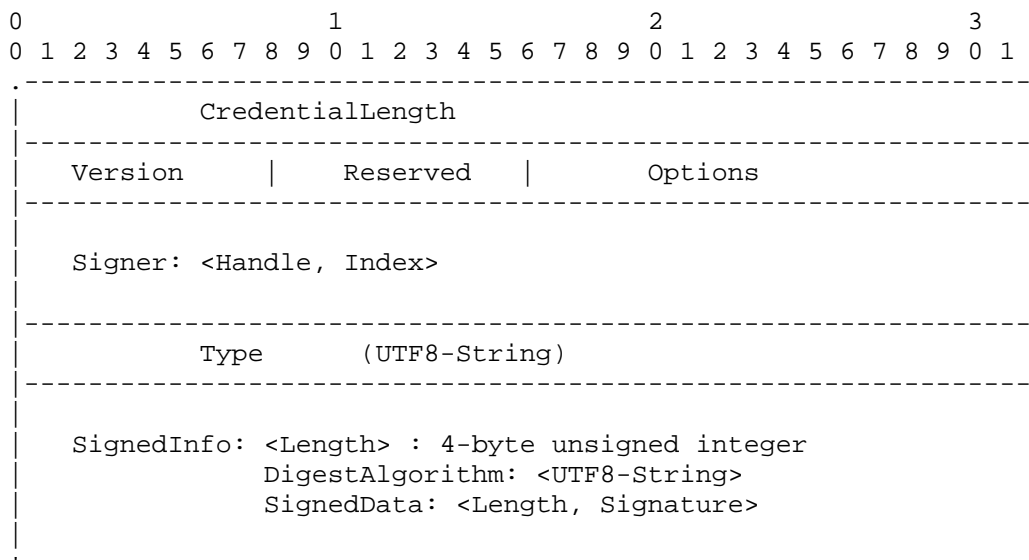 0                   1                   2                   3
0 1 2 3 4 5 6 7 8 9 0 1 2 3 4 5 6 7 8 9 0 1 2 3 4 5 6 7 8 9 0 1
.---------------------------------------------------------------
|           CredentialLength
|---------------------------------------------------------------
|   Version     |    Reserved   |       Options
|---------------------------------------------------------------
|
|   Signer: <Handle, Index>
|
|---------------------------------------------------------------
|           Type      (UTF8-String)
|---------------------------------------------------------------
|
|   SignedInfo: <Length> : 4-byte unsigned integer
|               DigestAlgorithm: <UTF8-String>
|               SignedData: <Length, Signature>
|